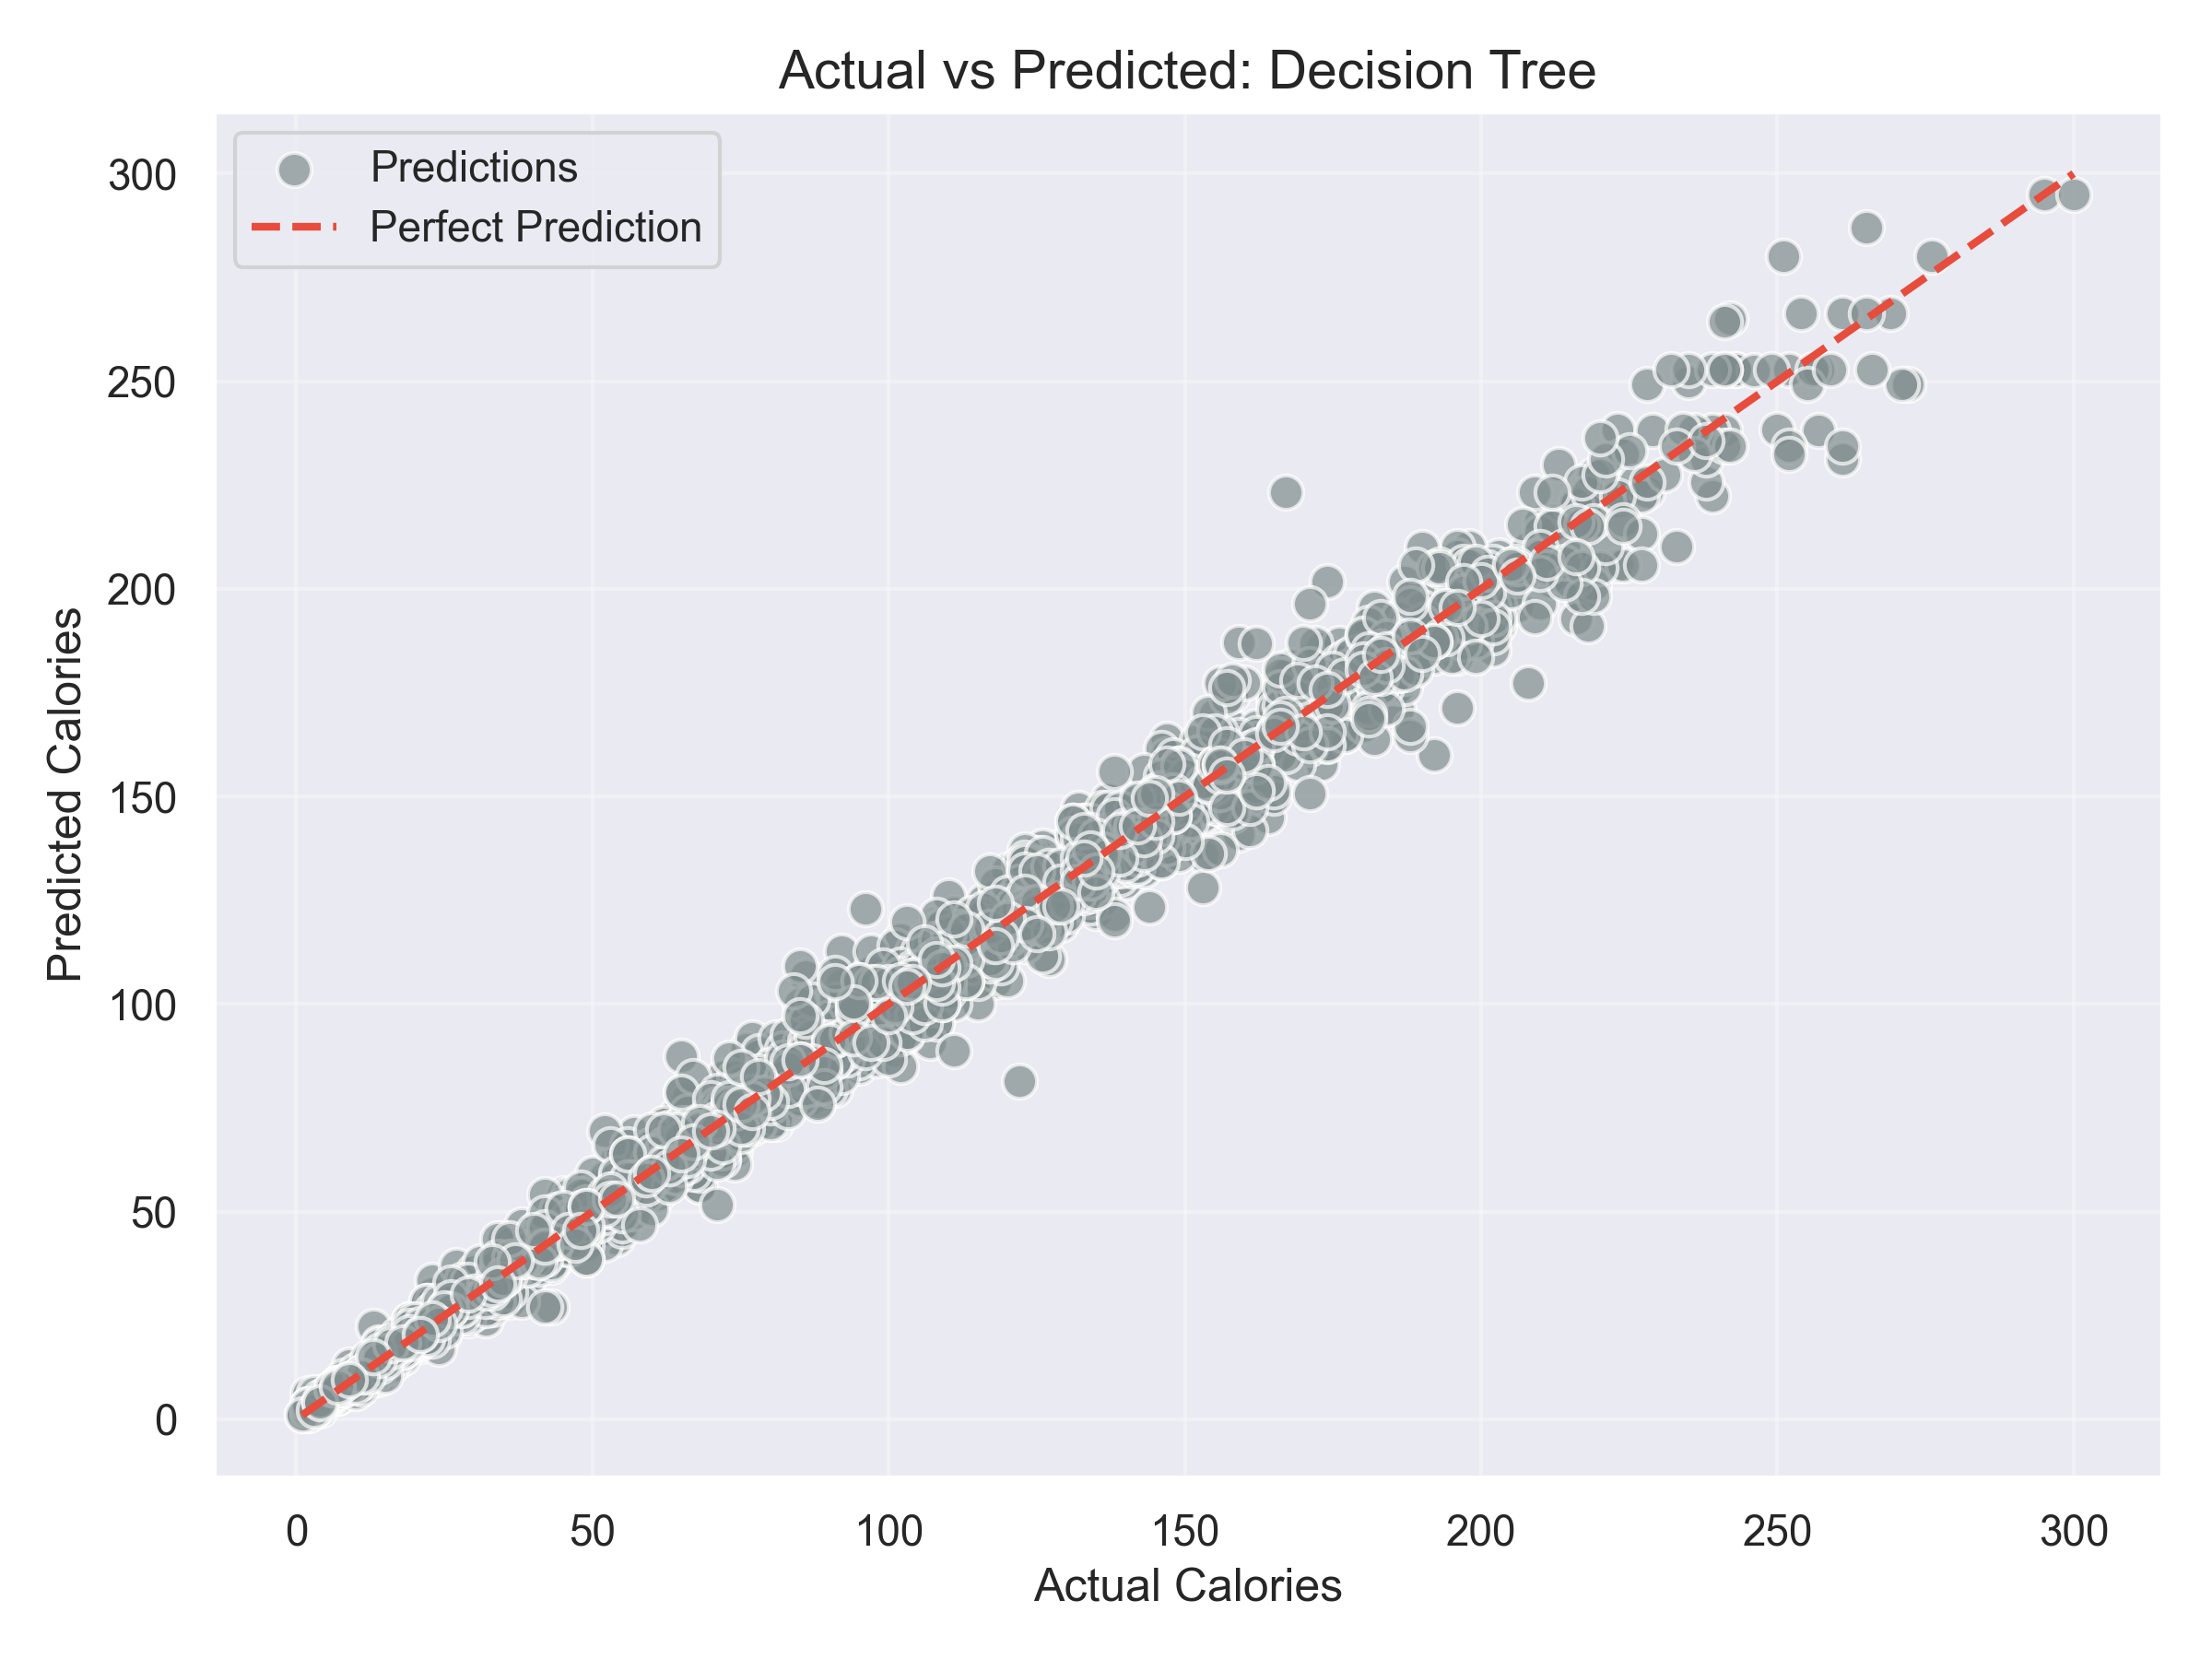 Actual vs Predicted: Decision Tree
Predictions
Perfect Prediction
300
250
200
150
100
50
0
Predicted Calories
0 50 100 150 200 250 300
Actual Calories